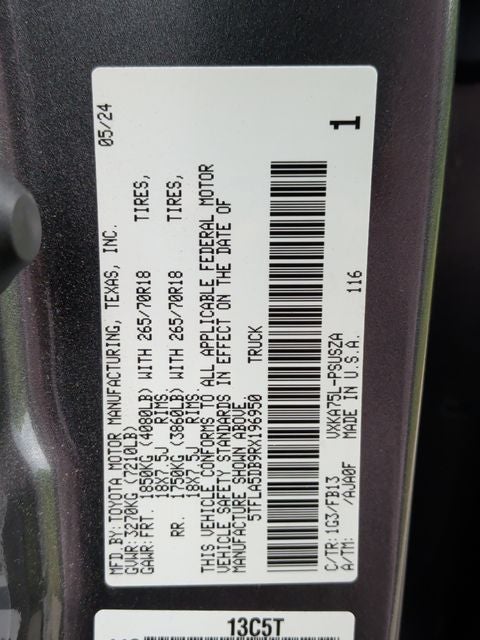 MFD.BY:TOYOTA MOTOR MANUFACTURING, TEXAS, INC. 05/24
GVWR:3270KG (7210LB)
GAWR:FRT. 1850KG (4080LB) WITH 265/70R18 TIRES,
18X7.5J RIMS
RR. 1750KG (3860LB) WITH 265/70R18 TIRES,
18X7.5J RIMS
THIS VEHICLE CONFORMS TO ALL APPLICABLE FEDERAL MOTOR
VEHICLE SAFETY STANDARDS IN EFFECT ON THE DATE OF
MANUFACTURE SHOWN ABOVE.
5TFLA5DB9RX196950 TRUCK
C/TR:1G3/FB13 VXKA75L-PSUSZA 116
A/TM: /AJA0F MADE IN U.S.A.
1
13C5T